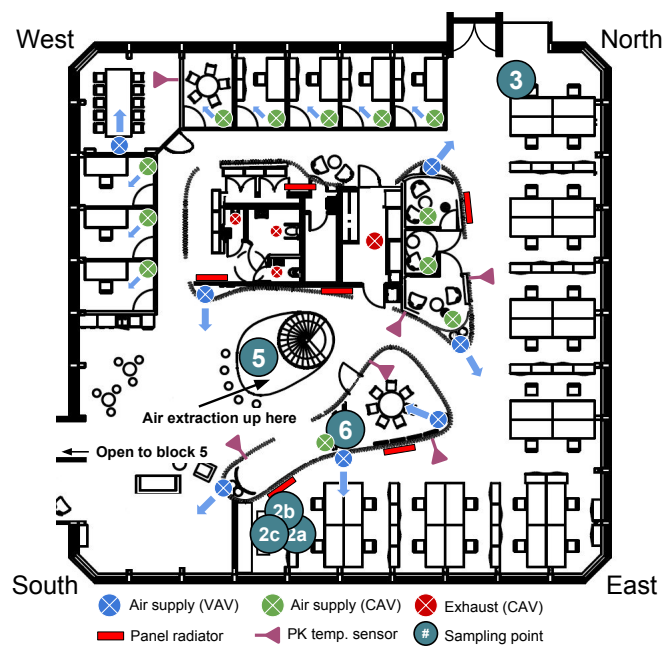 West
North
3
5
Air extraction up here
6
Open to block 5
2b
2c
2a
South
East
Air supply (VAV)
Air supply (CAV)
Exhaust (CAV)
Panel radiator
PK temp. sensor
#
Sampling point